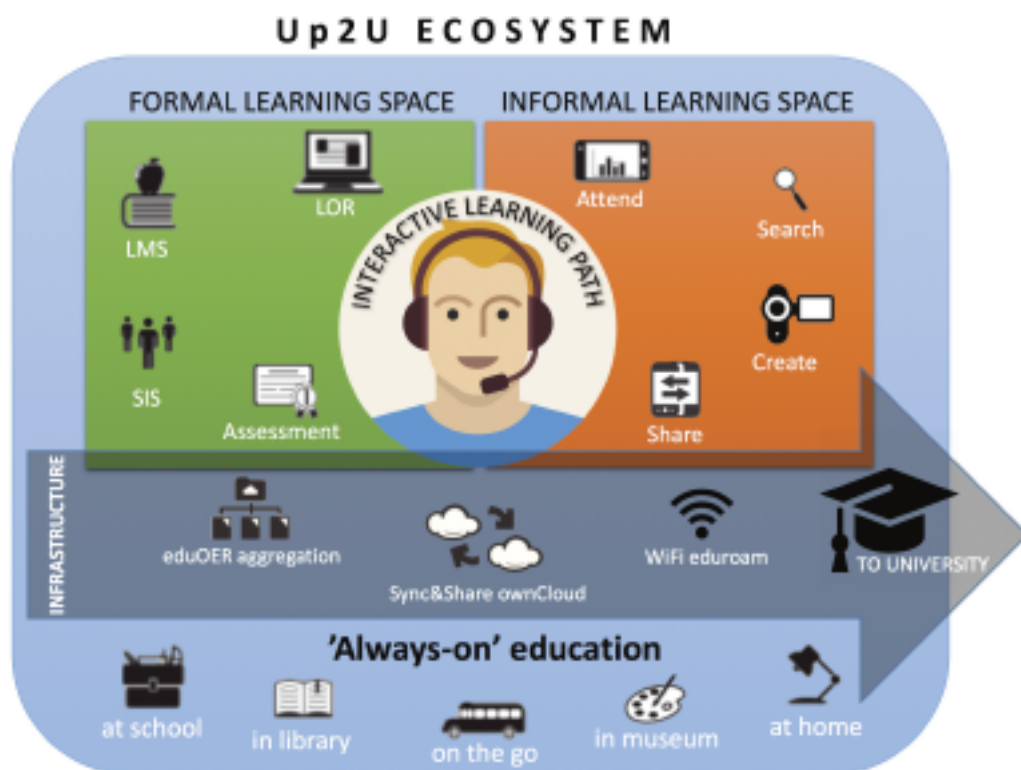 Up2U ECOSYSTEM
FORMAL LEARNING SPACE
INFORMAL LEARNING SPACE
LMS
LOR
SIS
Assessment
INTERACTIVE LEARNING PATH
Attend
Search
Create
Share
INFRASTRUCTURE
eduOER aggregation
Sync&Share ownCloud
WiFi eduroam
TO UNIVERSITY
'Always-on' education
at school
in library
on the go
in museum
at home